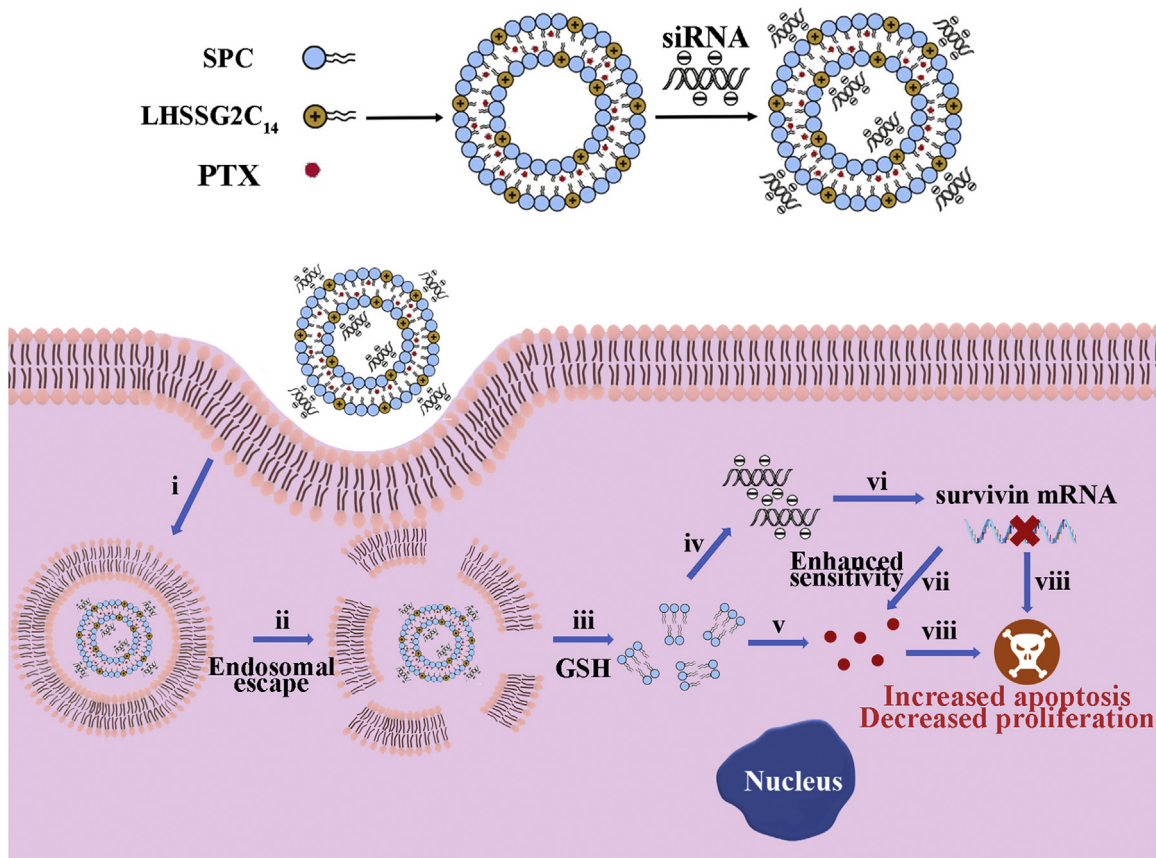 SPC
siRNA
LHSSG2C₁₄
PTX
i
ii
Endosomal
escape
iii
GSH
iv
v
vi
survivin mRNA
Enhanced
sensitivity
vii
viii
viii
Increased apoptosis
Decreased proliferation
Nucleus